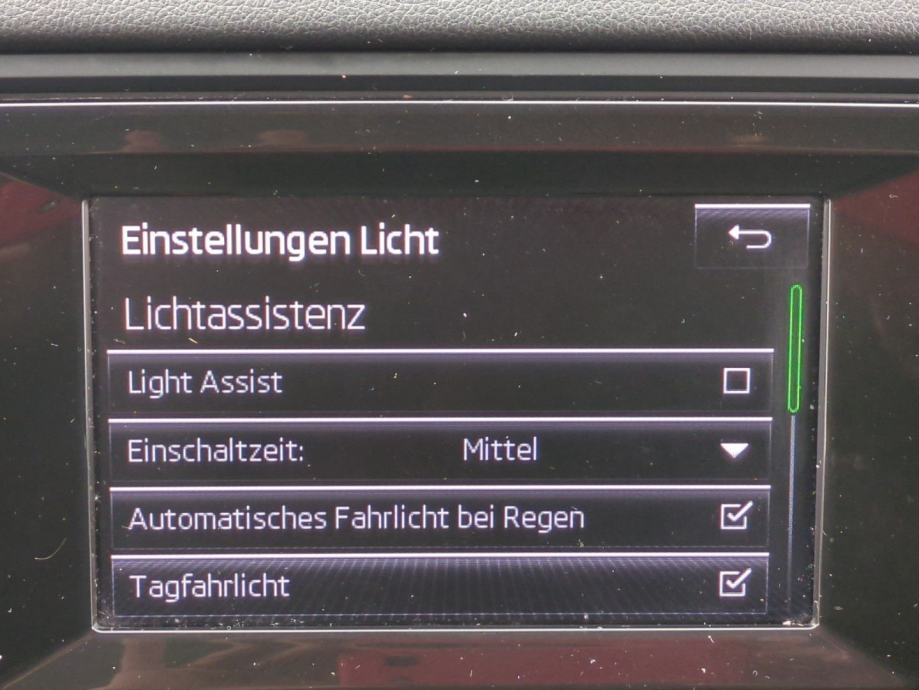 Einstellungen Licht
Lichtassistenz
Light Assist
Einschaltzeit: Mittel
Automatisches Fahrlicht bei Regen
Tagfahrlicht